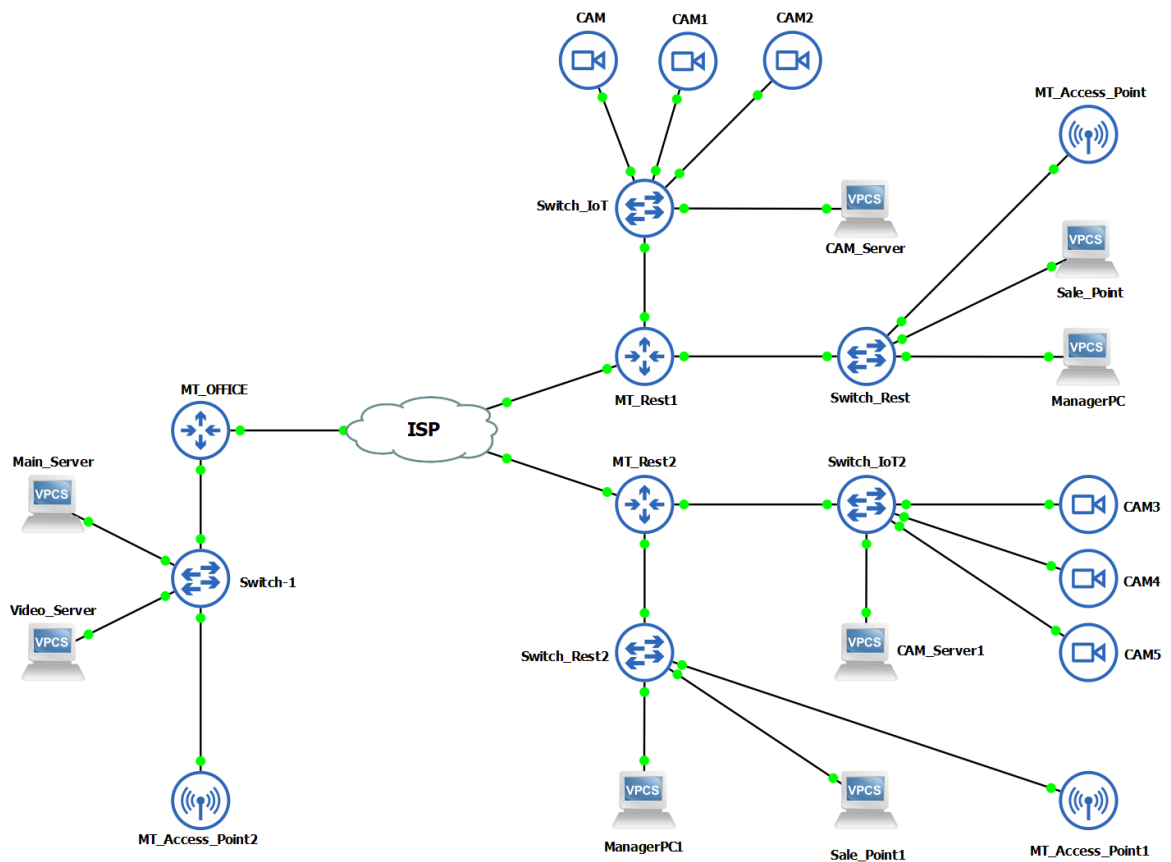 CAM
CAM1
CAM2
MT_Access_Point
Switch_IoT
VPCS
CAM_Server
VPCS
Sale_Point
VPCS
ManagerPC
MT_Rest1
Switch_Rest
MT_OFFICE
ISP
Main_Server
VPCS
MT_Rest2
Switch_IoT2
CAM3
Switch-1
CAM4
Video_Server
VPCS
Switch_Rest2
VPCS
CAM_Server1
CAM5
MT_Access_Point2
VPCS
ManagerPC1
VPCS
Sale_Point1
MT_Access_Point1